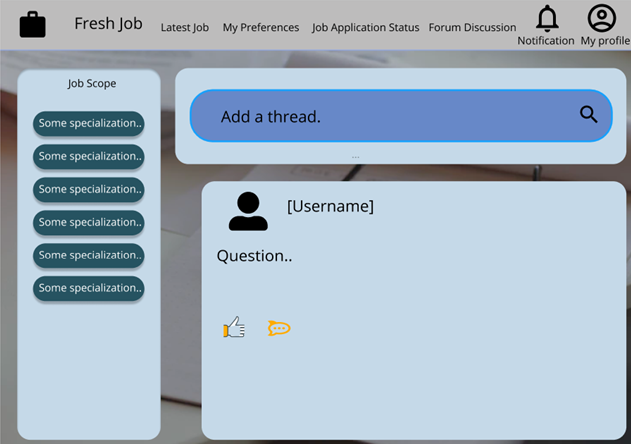 Fresh Job
Latest Job
My Preferences
Job Application Status
Forum Discussion
Notification
My profile
Job Scope
Some specialization..
Some specialization..
Some specialization..
Some specialization..
Some specialization..
Some specialization..
Add a thread.
...
[Username]
Question..